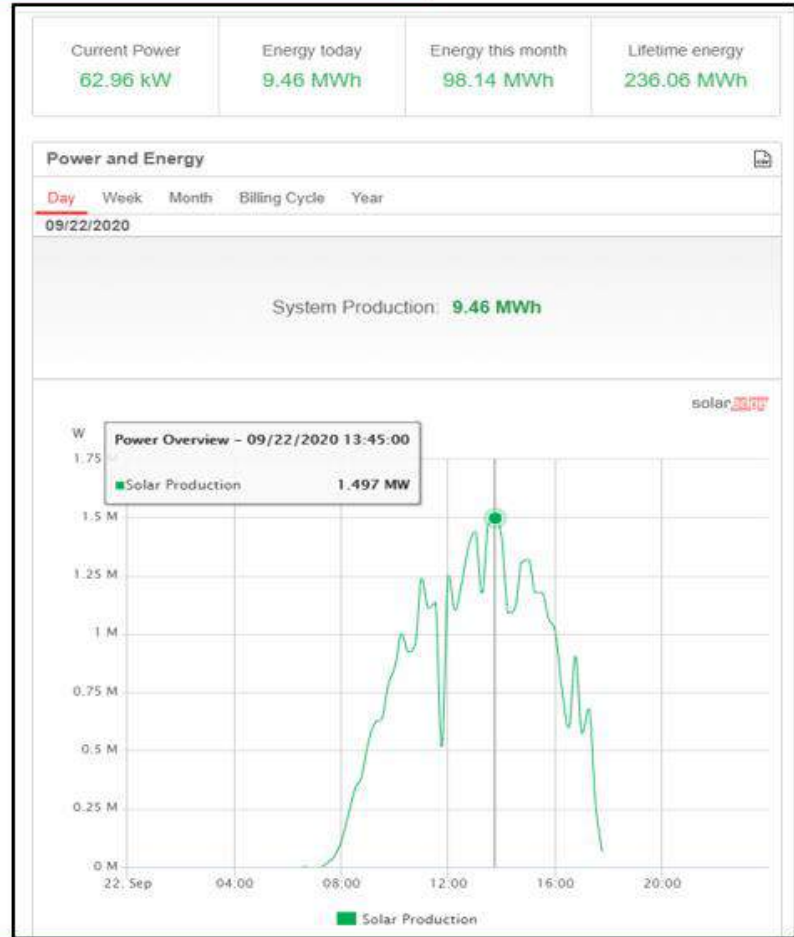 Current Power Energy today Energy this month Lifetime energy
62.96 kW 9.46 MWh 98.14 MWh 236.06 MWh
Power and Energy
Day Week Month Billing Cycle Year
09/22/2020
System Production: 9.46 MWh
solaredge
W
Power Overview - 09/22/2020 13:45:00
1.75
Solar Production 1.497 MW
1.5 M
1.25 M
1 M
0.75 M
0.5 M
0.25 M
0 M
22. Sep 04:00 08:00 12:00 16:00 20:00
Solar Production